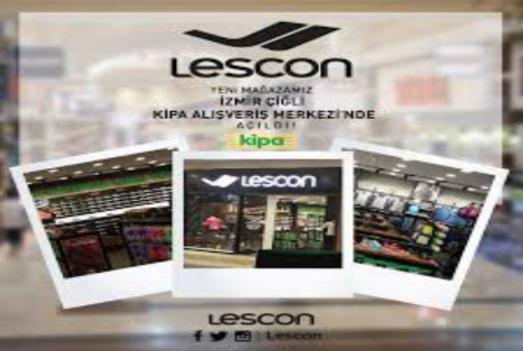 LESCON
YENİ MAĞAZAMIZ
İZMİR ÇİĞLİ
KİPA ALIŞVERİŞ MERKEZİ'NDE
AÇILDI!
kipa
LESCON
LESCON
Lescon